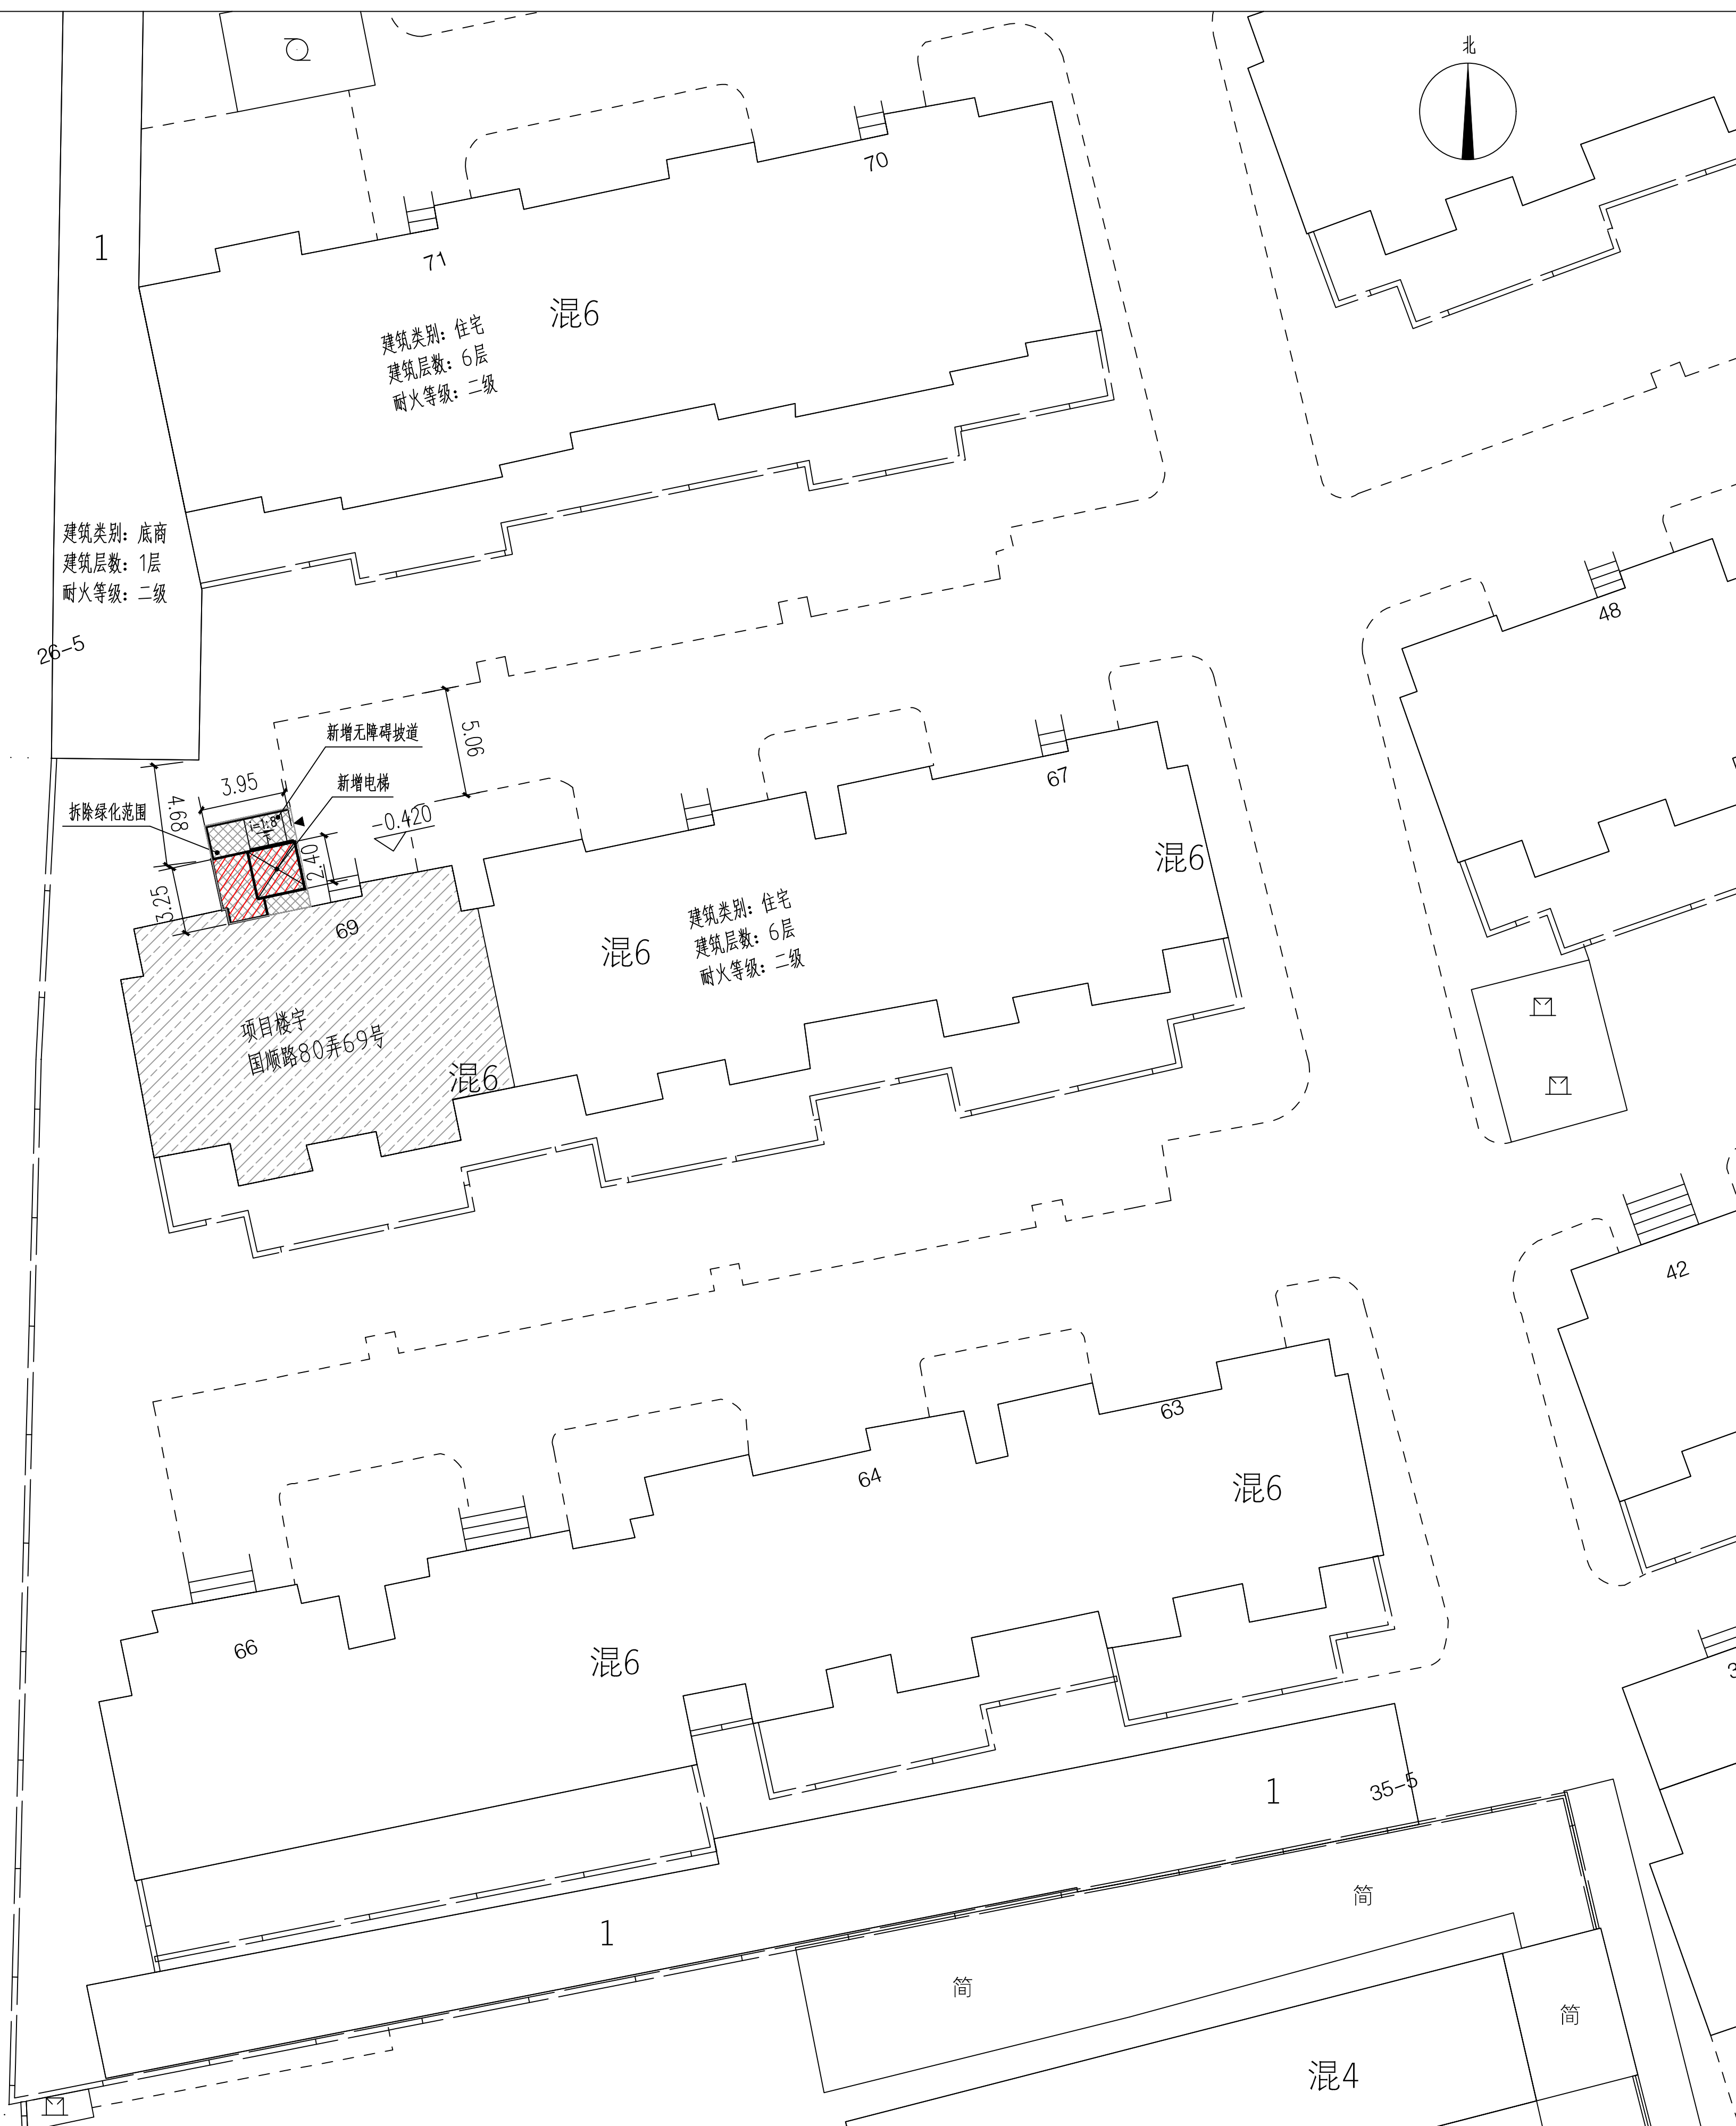 北
70
71
1
混6
建筑类别：住宅
建筑层数：6层
耐火等级：二级
建筑类别：底商
建筑层数：1层
耐火等级：二级
26-5
48
新增无障碍坡道
5.06
新增电梯
3.95
拆除绿化范围
4.68
i=1:8
下
-0.420
2.40
3.25
67
混6
69
混6
建筑类别：住宅
建筑层数：6层
耐火等级：二级
项目楼宇
国顺路80弄69号
混6
42
63
64
混6
66
混6
1
35-5
1
简
简
简
混4